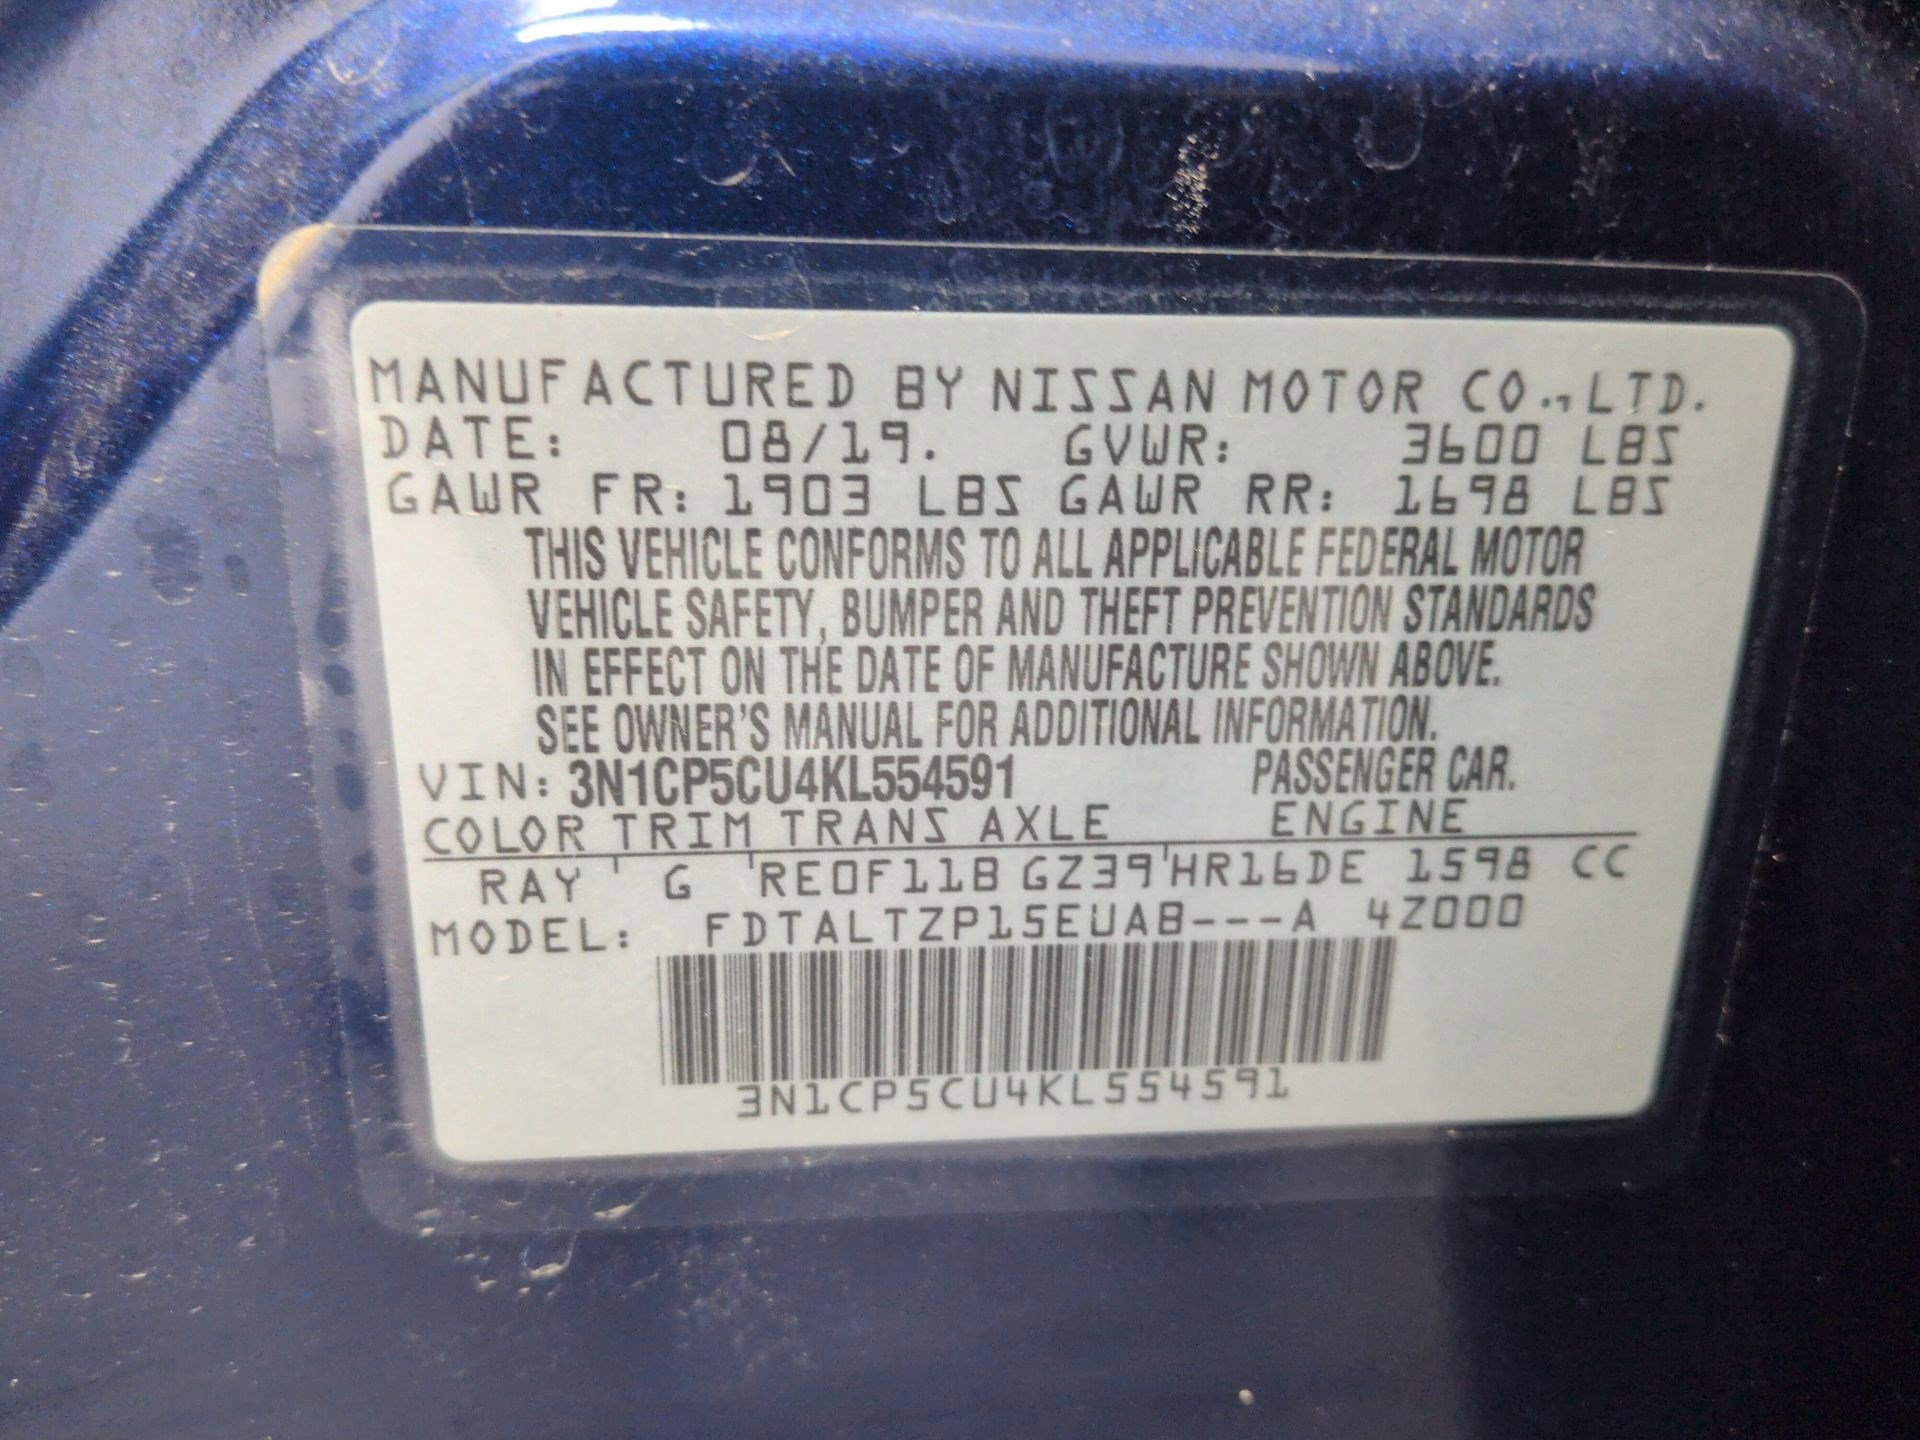 MANUFACTURED BY NISSAN MOTOR CO.,LTD.
DATE: 08/19. GVWR: 3600 LBS
GAWR FR: 1903 LBS GAWR RR: 1698 LBS
THIS VEHICLE CONFORMS TO ALL APPLICABLE FEDERAL MOTOR
VEHICLE SAFETY, BUMPER AND THEFT PREVENTION STANDARDS
IN EFFECT ON THE DATE OF MANUFACTURE SHOWN ABOVE.
SEE OWNER'S MANUAL FOR ADDITIONAL INFORMATION.
VIN: 3N1CP5CU4KL554591 PASSENGER CAR.
COLOR TRIM TRANS AXLE ENGINE
RAY ' G 'RE0F11B GZ39'HR16DE 1598 CC
MODEL: FDTALTZP15EUAB---A 4Z000
3N1CP5CU4KL554591